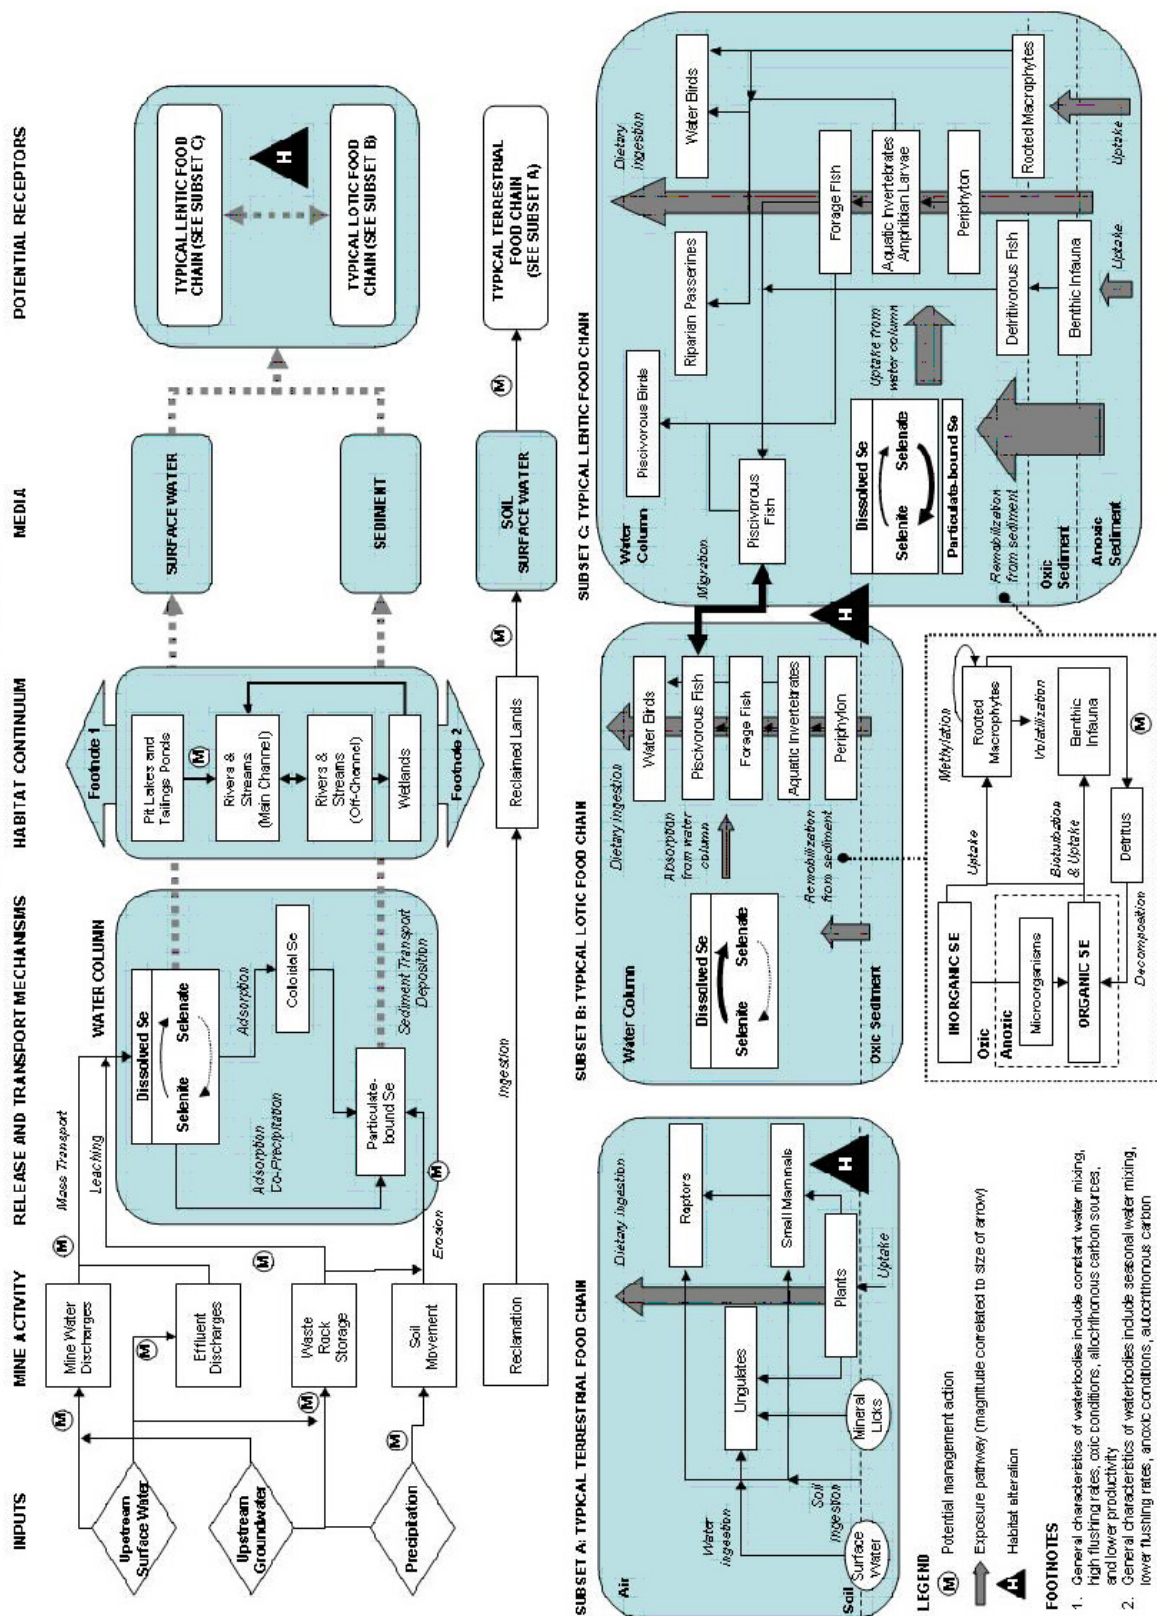 INPUTS
MINE ACTIVITY
RELEASE AND TRANSPORT MECHANISMS
HABITAT CONTINUUM
MEDIA
POTENTIAL RECEPTORS
Upstream
Surface Water
Upstream
Groundwater
Precipitation
M
M
M
M
Mine Water
Discharges
Effluent
Discharges
Waste
Rock
Storage
Soil
Movement
Reclamation
M
M
M
Mass Transport
Leaching
Erosion
Ingestion
WATER COLUMN
Dissolved Se
Selenite
Selenate
Adsorption
Colloidal Se
Adsorption
Co-Precipitation
Particulate-
bound Se
Sediment Transport
Deposition
Footnote 1
Pit Lakes and
Tailings Ponds
M
Rivers &
Streams
(Main Channel)
Rivers &
Streams
(Off-Channel)
Wetlands
Footnote 2
Reclaimed Lands
M
SURFACE WATER
SEDIMENT
SOIL
SURFACE WATER
M
TYPICAL LENTIC FOOD
CHAIN (SEE SUBSET C)
H
TYPICAL LOTIC FOOD
CHAIN (SEE SUBSET B)
TYPICAL TERRESTRIAL
FOOD CHAIN
(SEE SUBSET A)
SUBSET A: TYPICAL TERRESTRIAL FOOD CHAIN
Air
Dietary ingestion
Raptors
Ungulates
Small Mammals
Water
ingestion
Soil
ingestion
Plants
Mineral
Licks
Surface
Water
Uptake
Soil
H
SUBSET B: TYPICAL LOTIC FOOD CHAIN
Water Column
Dietary ingestion
Water Birds
Piscivorous Fish
Forage Fish
Aquatic Invertebrates
Periphyton
Dissolved Se
Selenite
Selenate
Absorption
from water
column
Remobilization
from sediment
Oxic Sediment
H
INORGANIC SE
Oxic
Anoxic
Microorganisms
ORGANIC SE
Uptake
Bioturbation
& Uptake
Decomposition
Methylation
Rooted
Macrophytes
Volatilization
Benthic
Infauna
Detritus
M
SUBSET C: TYPICAL LENTIC FOOD CHAIN
Water
Column
Migration
Piscivorous Birds
Riparian Passerines
Water Birds
Dietary
ingestion
Piscivorous
Fish
Forage Fish
Aquatic Invertebrates
Amphibian Larvae
Periphyton
Rooted Macrophytes
Detritivorous Fish
Benthic Infauna
Dissolved Se
Selenite
Selenate
Particulate-bound Se
Uptake from
water column
Remobilization
from sediment
Oxic
Sediment
Anoxic
Sediment
Uptake
Uptake
LEGEND
M
Potential management action
Exposure pathway (magnitude correlated to size of arrow)
H
Habitat alteration
FOOTNOTES
1. General characteristics of waterbodies include constant water mixing,
high flushing rates, oxic conditions, allochthonous carbon sources,
and lower productivity
2. General characteristics of waterbodies include seasonal water mixing,
lower flushing rates, anoxic conditions, autochthonous carbon